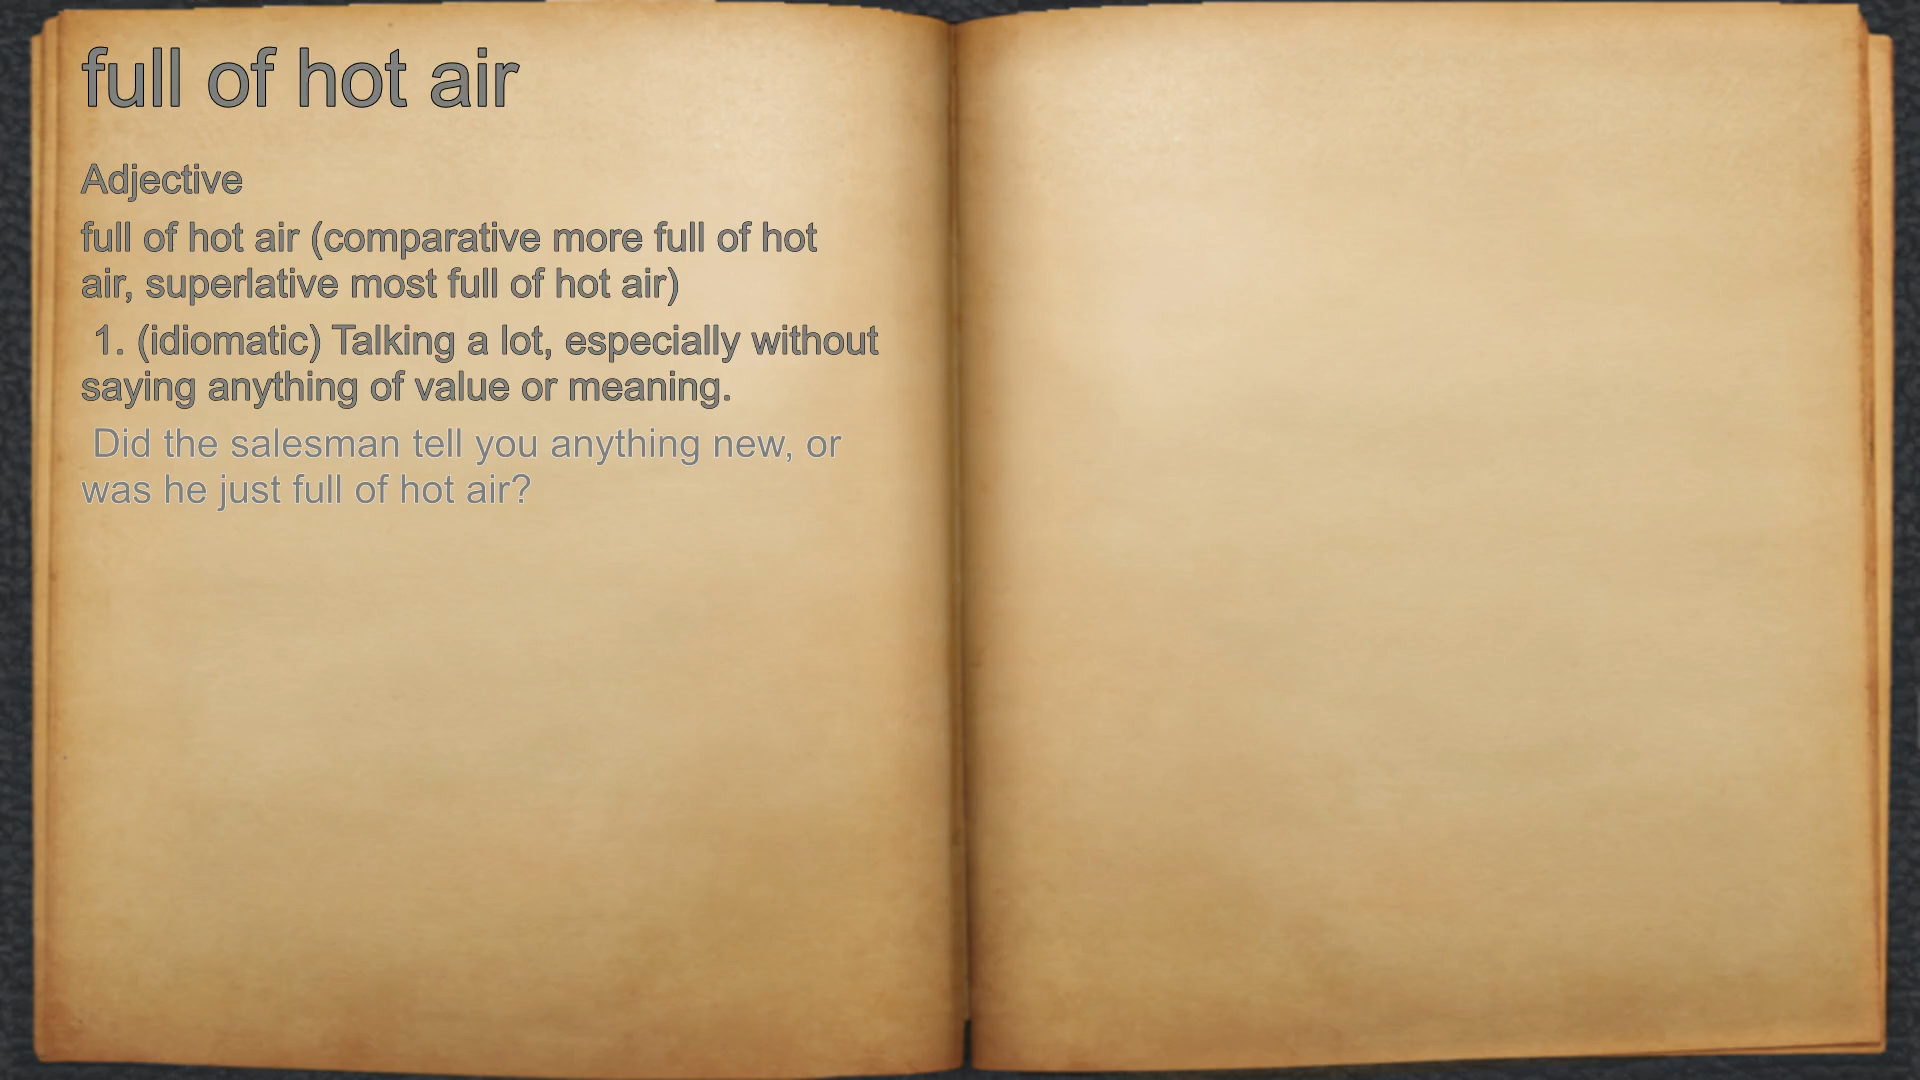 full of hot air
Adjective
full of hot air (comparative more full of hot
air, superlative most full of hot air)
1. (idiomatic) Talking a lot, especially without
saying anything of value or meaning.
Did the salesman tell you anything new, or
was he just full of hot air?